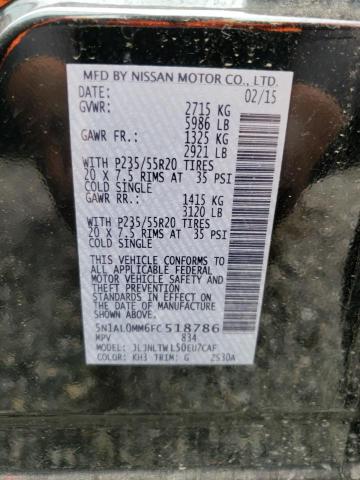 MFD BY NISSAN MOTOR CO., LTD.
DATE: 02/15
GVWR: 2715 KG
5986 LB
GAWR FR.: 1325 KG
2921 LB
WITH P235/55R20 TIRES
20 X 7.5 RIMS AT 35 PSI
COLD SINGLE
GAWR RR.: 1415 KG
3120 LB
WITH P235/55R20 TIRES
20 X 7.5 RIMS AT 35 PSI
COLD SINGLE
THIS VEHICLE CONFORMS TO
ALL APPLICABLE FEDERAL
MOTOR VEHICLE SAFETY
AND THEFT PREVENTION
STANDARDS IN EFFECT ON THE
DATE OF MANUFACTURE
SHOWN ABOVE.
5N1AL0MM6FC518786
MPV 834
MODEL: JLJNLTWL50EU7CAF
COLOR: KH3 TRIM: G 2S30A